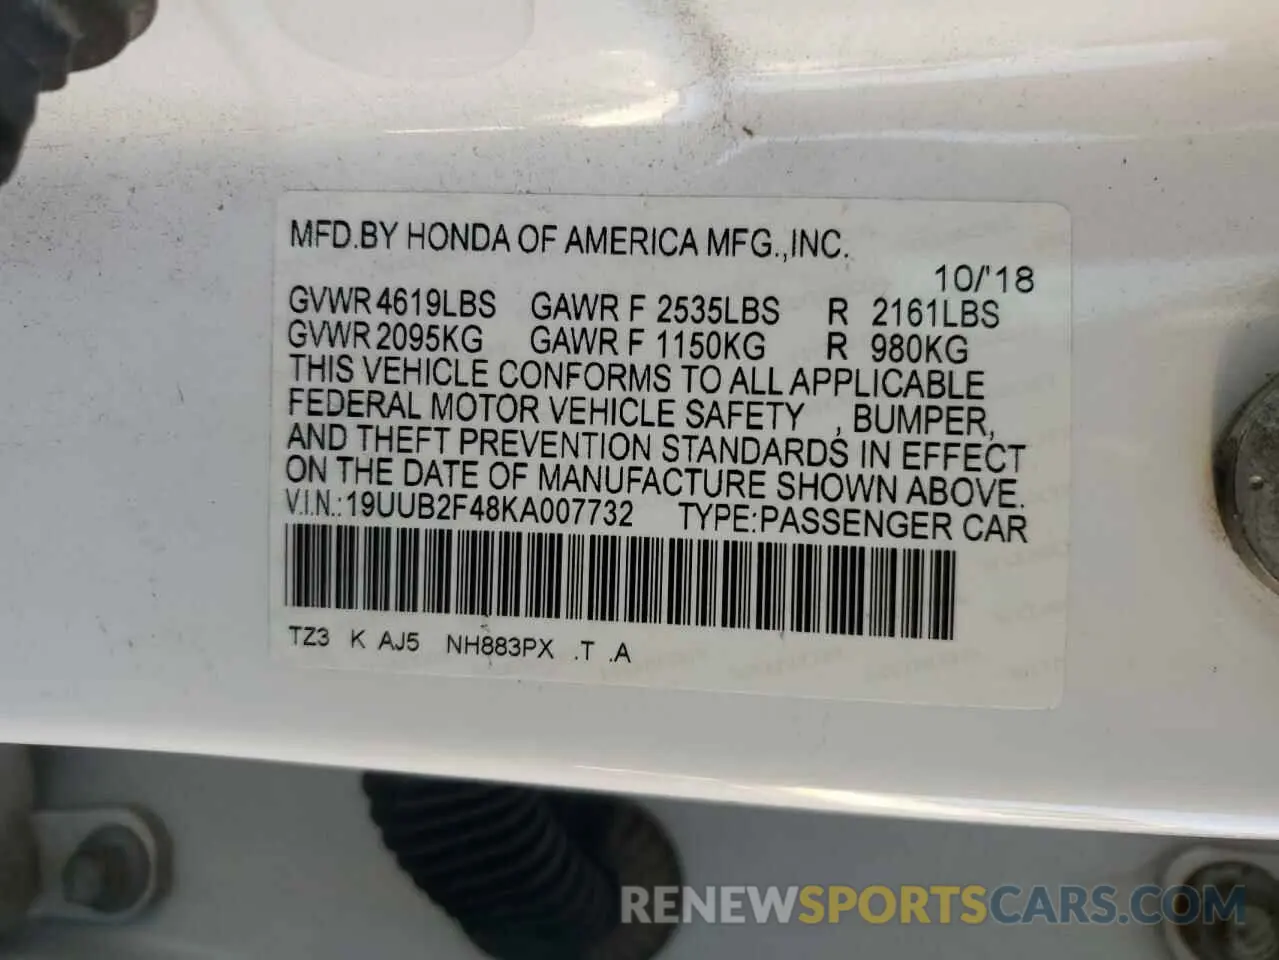 MFD.BY HONDA OF AMERICA MFG.,INC.
10/'18
GVWR 4619LBS GAWR F 2535LBS R 2161LBS
GVWR 2095KG GAWR F 1150KG R 980KG
THIS VEHICLE CONFORMS TO ALL APPLICABLE
FEDERAL MOTOR VEHICLE SAFETY , BUMPER,
AND THEFT PREVENTION STANDARDS IN EFFECT
ON THE DATE OF MANUFACTURE SHOWN ABOVE.
V.I.N.:19UUB2F48KA007732 TYPE:PASSENGER CAR
TZ3 K AJ5 NH883PX .T .A
RENEWSPORTSCARS.COM